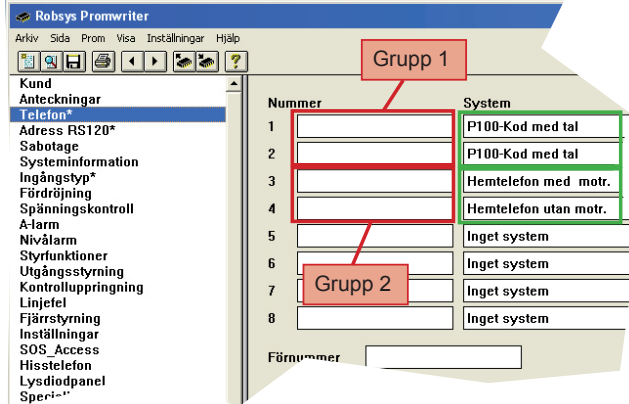 Robsys Promwriter
Arkiv Sida Prom Visa Inställningar Hjälp
Grupp 1
Kund
Anteckningar
Telefon*
Adress RS120*
Sabotage
Systeminformation
Ingångstyp*
Fördröjning
Spänningskontroll
A-larm
Nivålarm
Styrfunktioner
Utgångsstyrning
Kontrolluppringning
Linjefel
Fjärrstyrning
Inställningar
SOS_Access
Hisstelefon
Lysdiodpanel
Nummer System
1 P100-Kod med tal
2 P100-Kod med tal
3 Hemtelefon med motr.
4 Hemtelefon utan motr.
5 Inget system
6 Inget system
Grupp 2
7 Inget system
8 Inget system
Förnummer